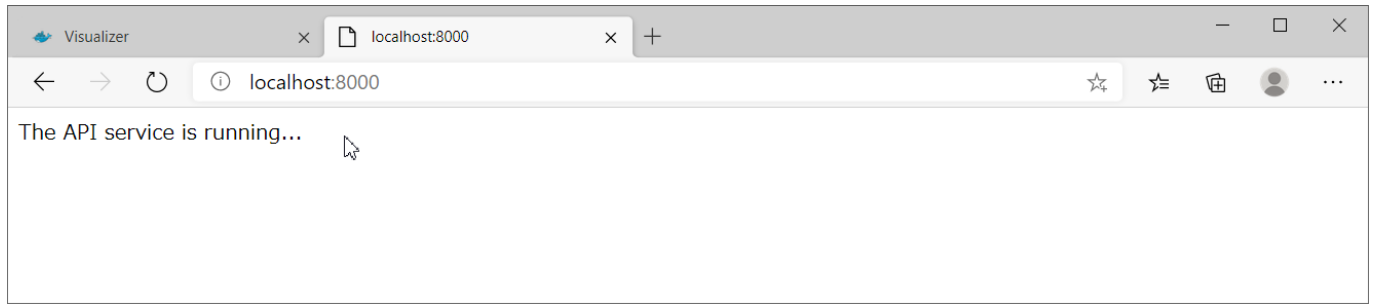 Visualizer
localhost:8000
localhost:8000
The API service is running...